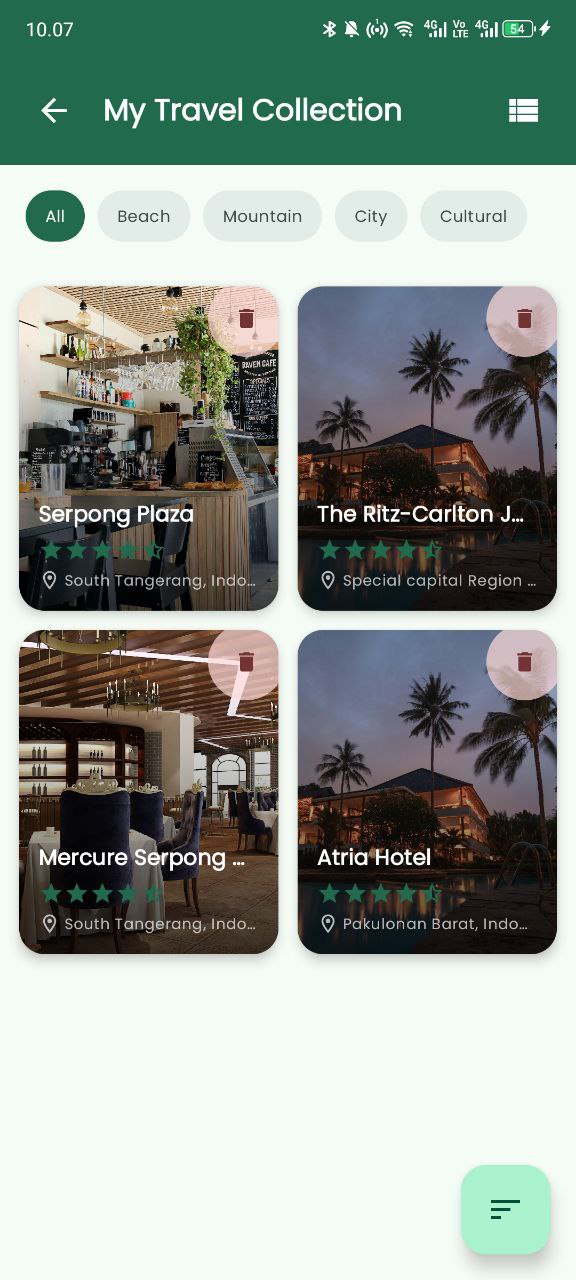 10.07
1
4G Vo LTE 4G 54
My Travel Collection
All Beach Mountain City Cultural
RAVEN CAFE
SPECIALS
Serpong Plaza
South Tangerang, Indo...
The Ritz-Carlton J...
Special capital Region ...
Mercure Serpong ...
South Tangerang, Indo...
Atria Hotel
Pakulonan Barat, Indo...